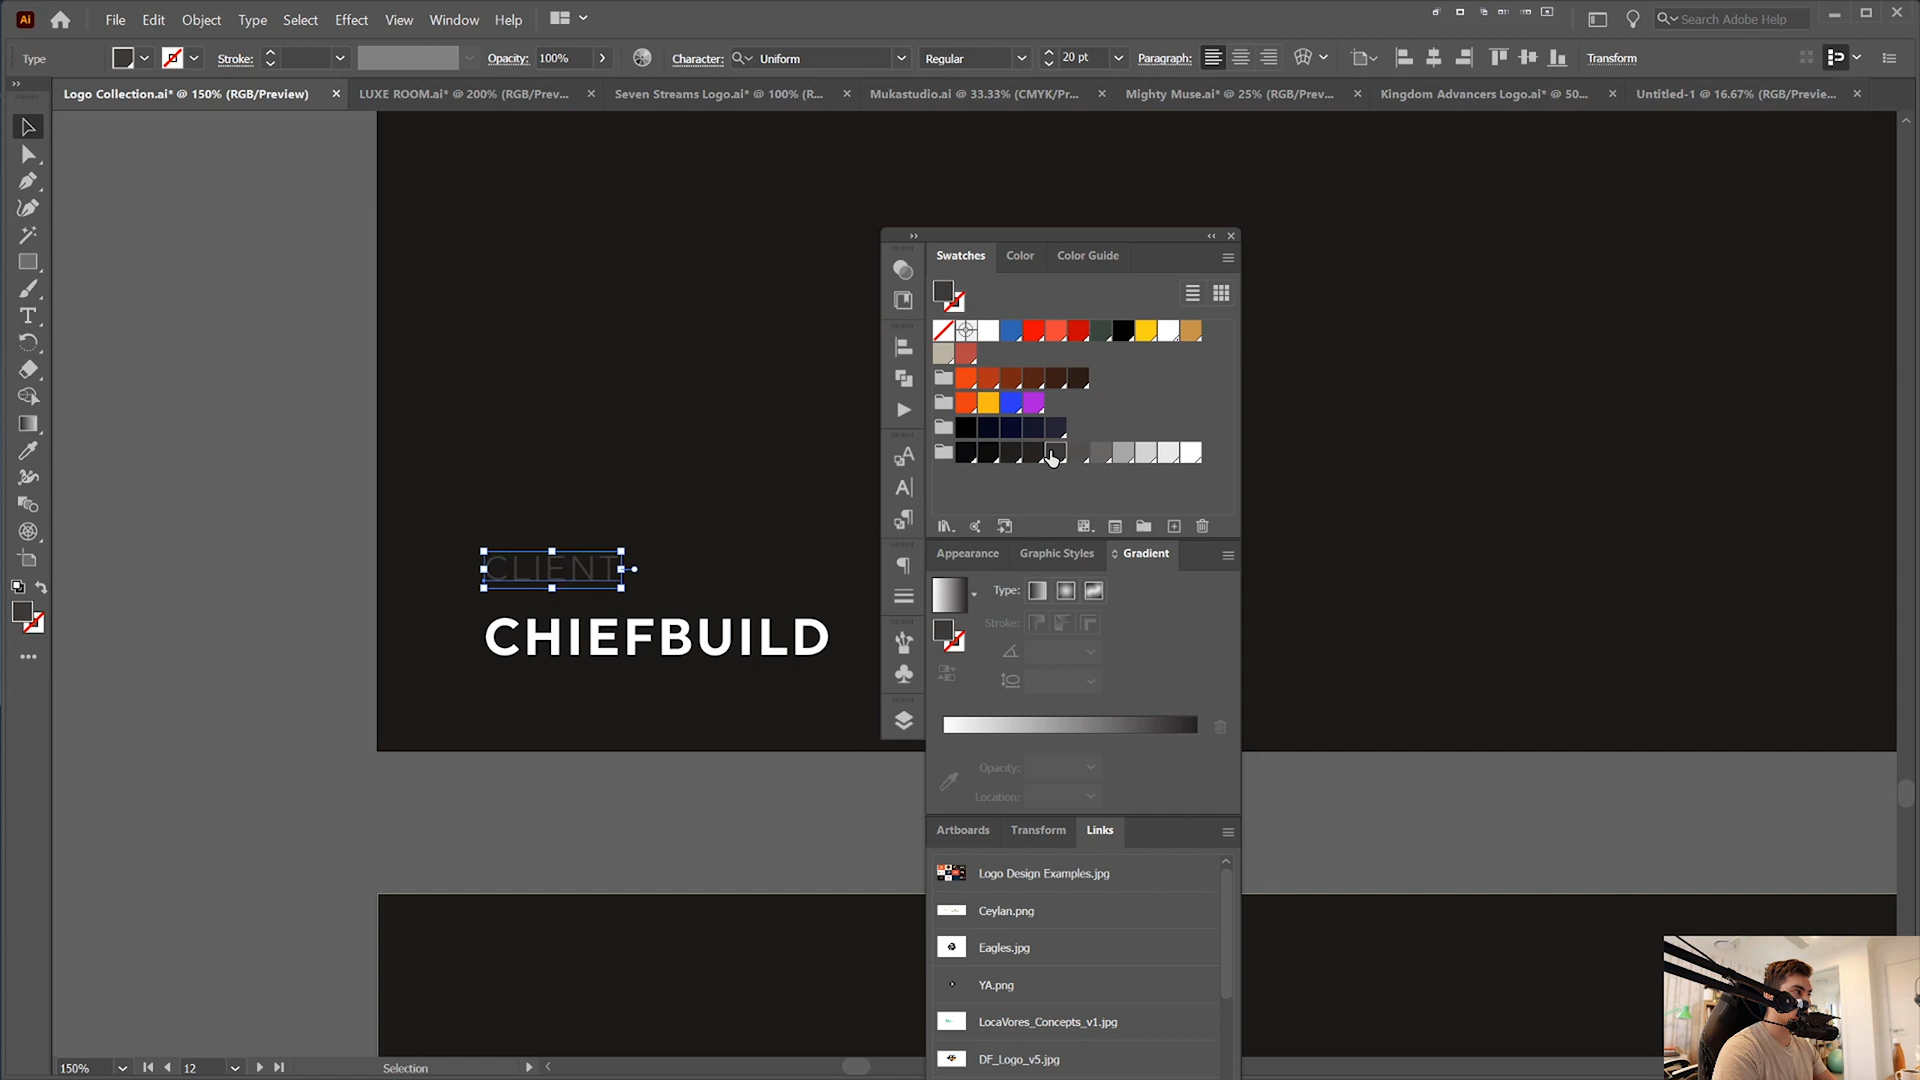 Ai File Edit Object Type Select Effect View Window Help Search Adobe Help
Type Stroke: Opacity: 100% Character: Uniform Regular 20 pt Paragraph: Transform
Logo Collection.ai* @ 150% (RGB/Preview) LUXE ROOM.ai* @ 200% (RGB/Prev... Seven Streams Logo.ai* @ 100% (R... Mukastudio.ai @ 33.33% (CMYK/Pr... Mighty Muse.ai* @ 25% (RGB/Prev... Kingdom Advancers Logo.ai* @ 50... Untitled-1 @ 16.67% (RGB/Previe...
Swatches Color Color Guide
CLIENT
CHIEFBUILD
Appearance Graphic Styles Gradient
Type:
Stroke:
Opacity:
Location:
Artboards Transform Links
Logo Design Examples.jpg
Ceylan.png
Eagles.jpg
YA.png
LocaVores_Concepts_v1.jpg
DF_Logo_v5.jpg
150% 12 Selection